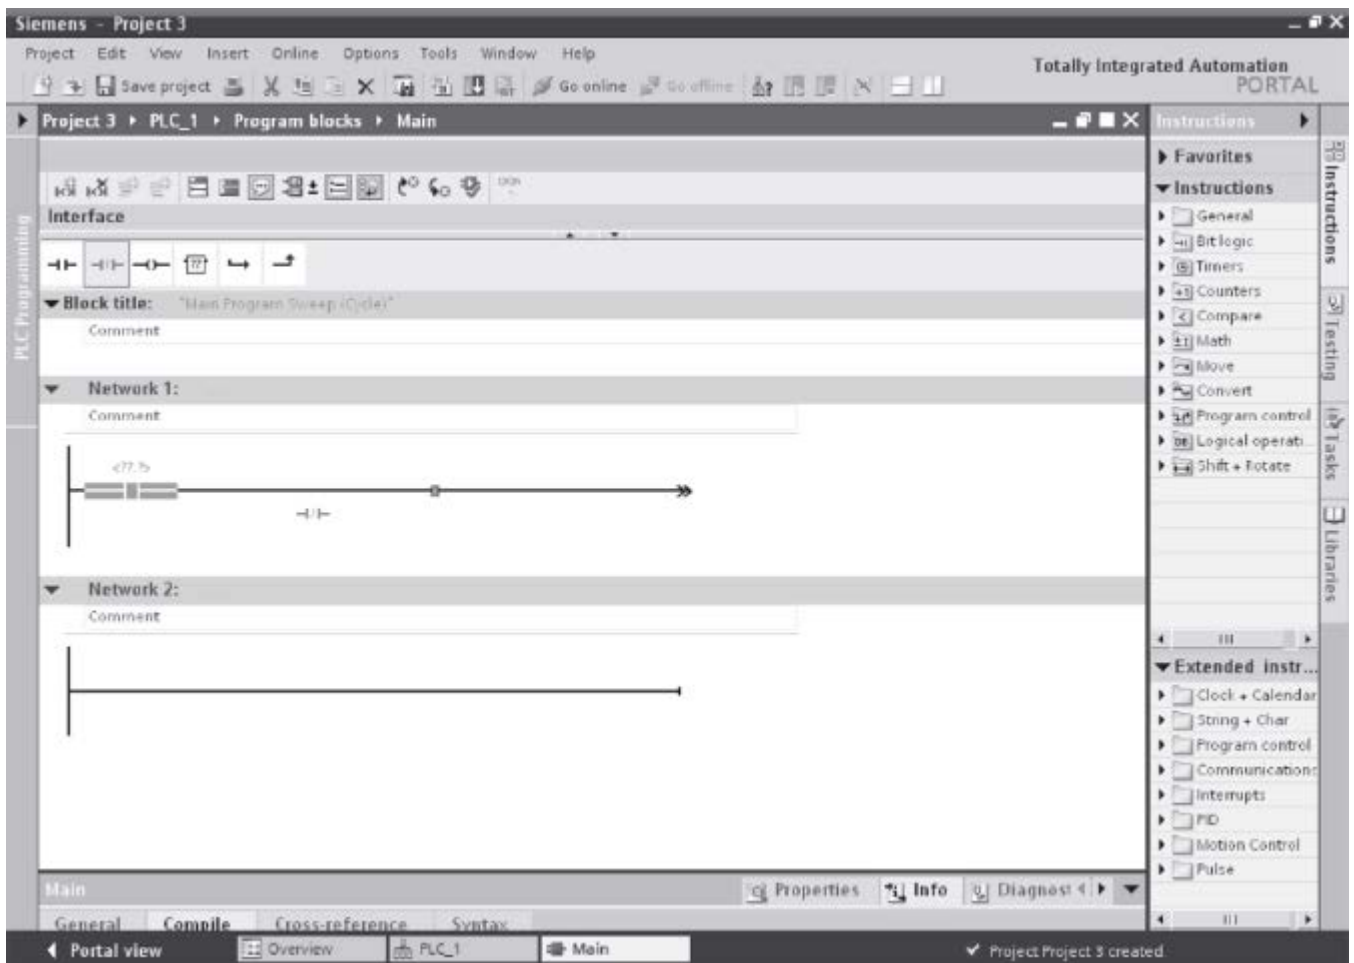 Siemens - Project 3
Project Edit View Insert Online Options Tools Window Help
Totally Integrated Automation
PORTAL
Save project Go online Go offline
Project 3 PLC_1 Program blocks Main
Instructions
Favorites
Instructions
Interface
General
Bit logic
Timers
Counters
Compare
Math
Move
Convert
Program control
Logical operati...
Shift + Rotate
Block title: "Main Program Sweep (Cycle)"
Comment
Network 1:
Comment
<??.?>
Network 2:
Comment
Extended instr...
Clock + Calendar
String + Char
Program control
Communications
Interrupts
PID
Motion Control
Pulse
PLC Programming
Instructions
Testing
Tasks
Libraries
Main
Properties Info Diagnost
General Compile Cross-reference Syntax
Portal view Overview PLC_1 Main
Project Project 3 created.